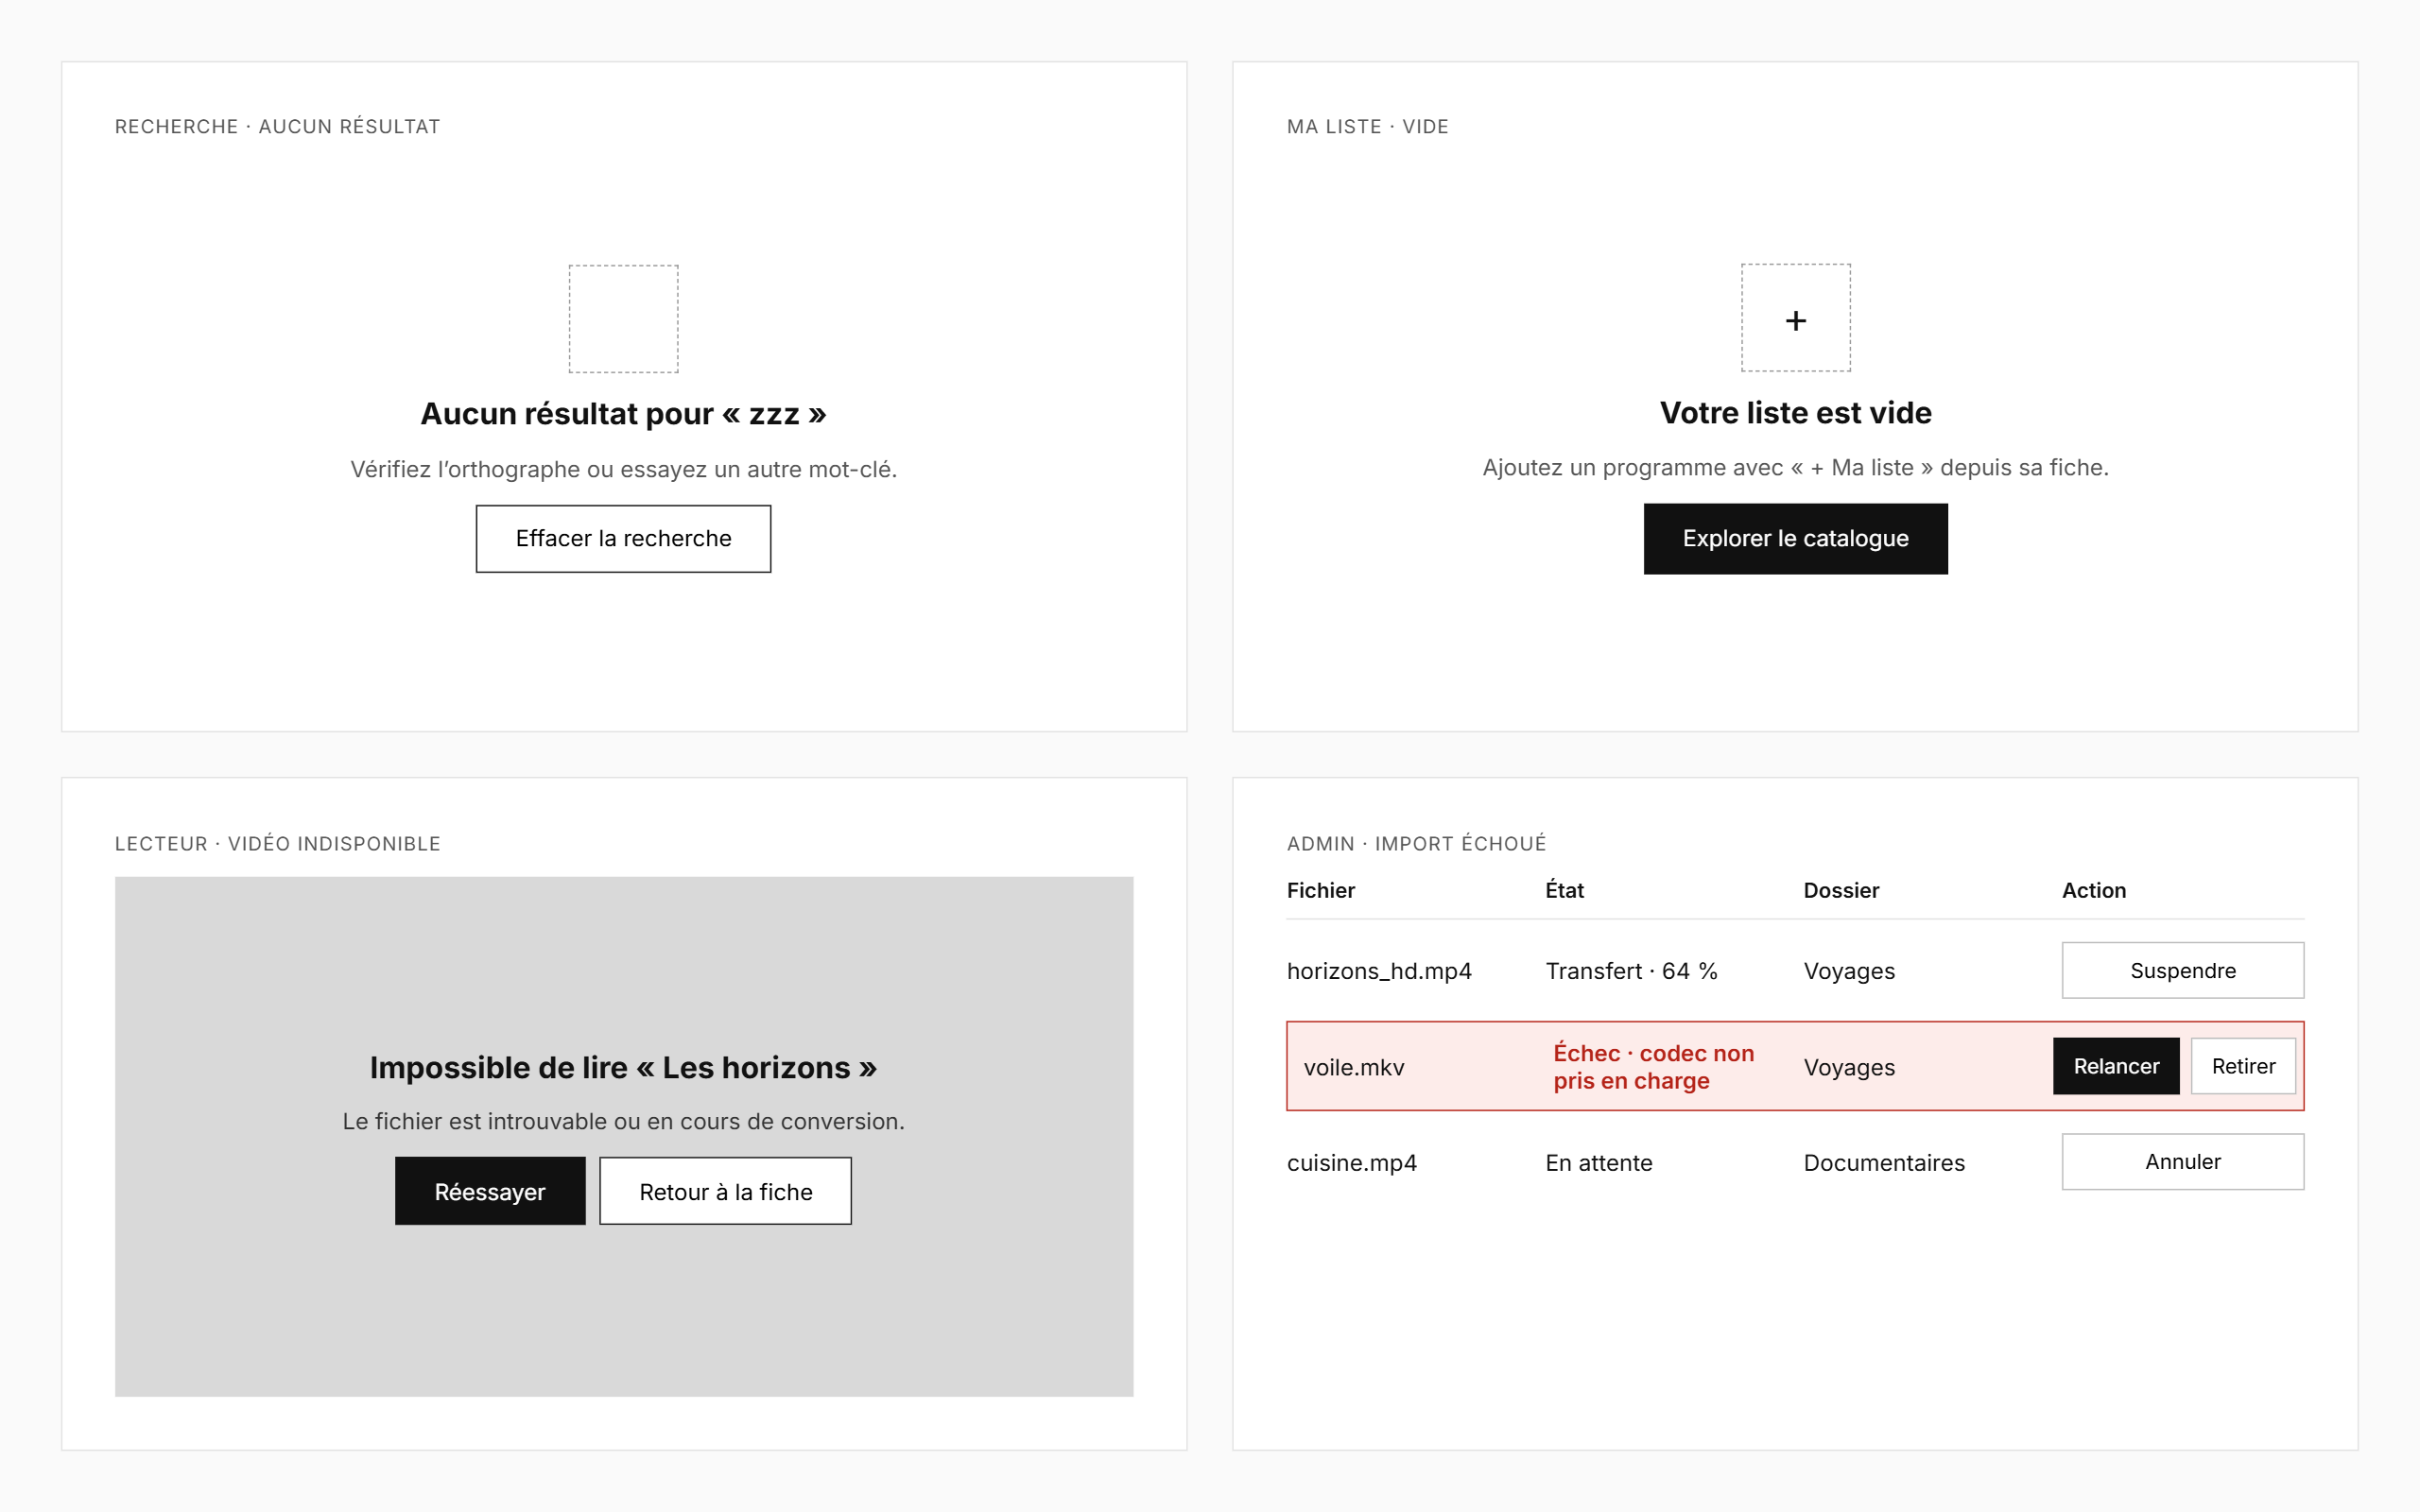 RECHERCHE · AUCUN RÉSULTAT
Aucun résultat pour « zzz »
Vérifiez l’orthographe ou essayez un autre mot-clé.
Effacer la recherche
MA LISTE · VIDE
+
Votre liste est vide
Ajoutez un programme avec « + Ma liste » depuis sa fiche.
Explorer le catalogue
LECTEUR · VIDÉO INDISPONIBLE
Impossible de lire « Les horizons »
Le fichier est introuvable ou en cours de conversion.
Réessayer Retour à la fiche
ADMIN · IMPORT ÉCHOUÉ
Fichier État Dossier Action
horizons_hd.mp4 Transfert · 64 % Voyages Suspendre
voile.mkv Échec · codec non
pris en charge Voyages Relancer Retirer
cuisine.mp4 En attente Documentaires Annuler